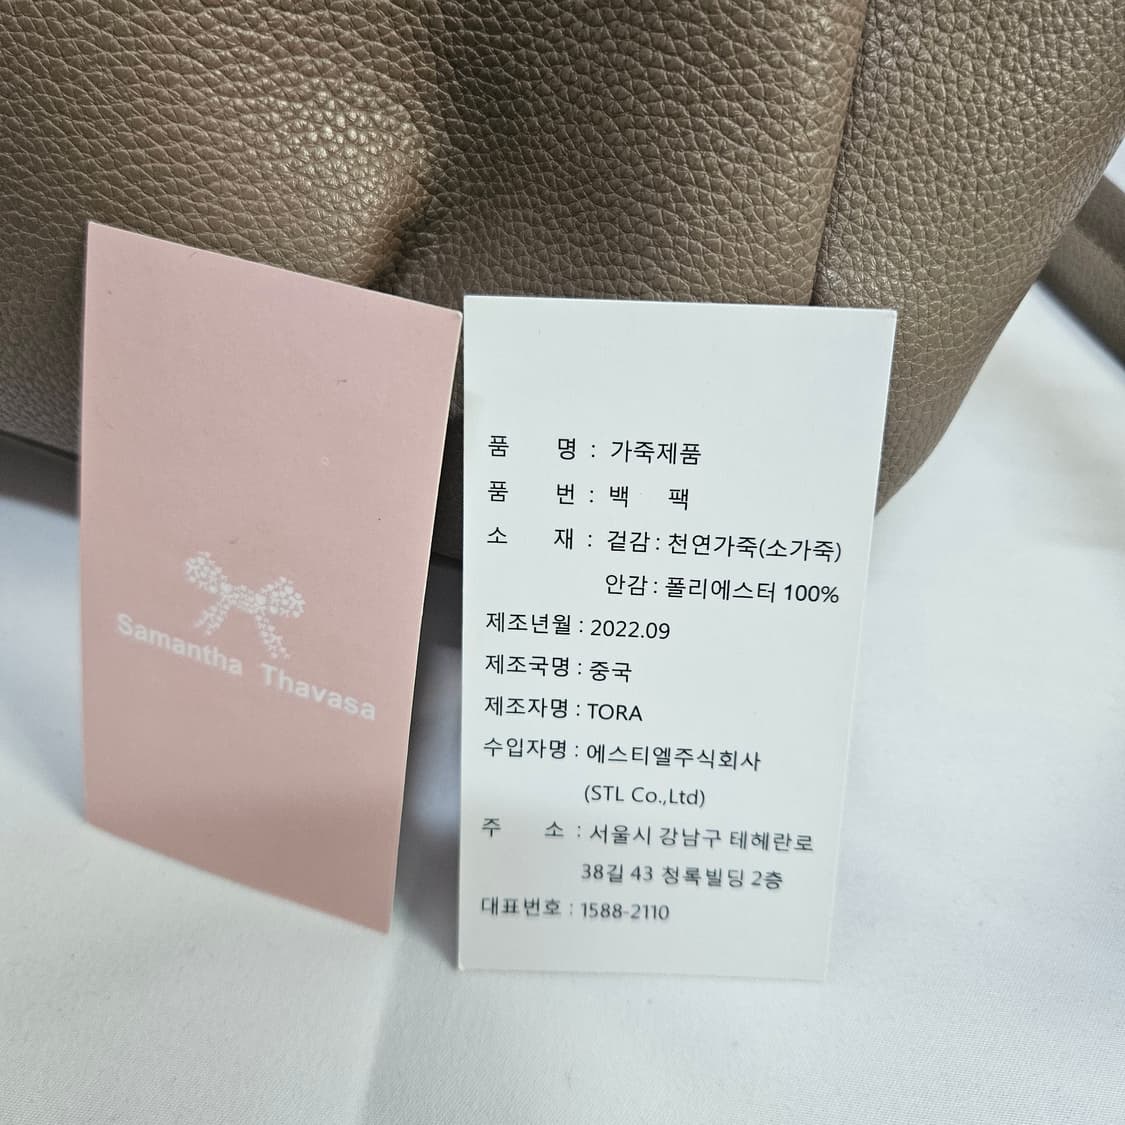 Samantha Thavasa
품 명 : 가죽제품
품 번 : 백 팩
소 재 : 겉감 : 천연가죽(소가죽)
안감 : 폴리에스터 100%
제조년월 : 2022.09
제조국명 : 중국
제조자명 : TORA
수입자명 : 에스티엘주식회사
(STL Co.,Ltd)
주 소 : 서울시 강남구 테헤란로
38길 43 청록빌딩 2층
대표번호 : 1588-2110